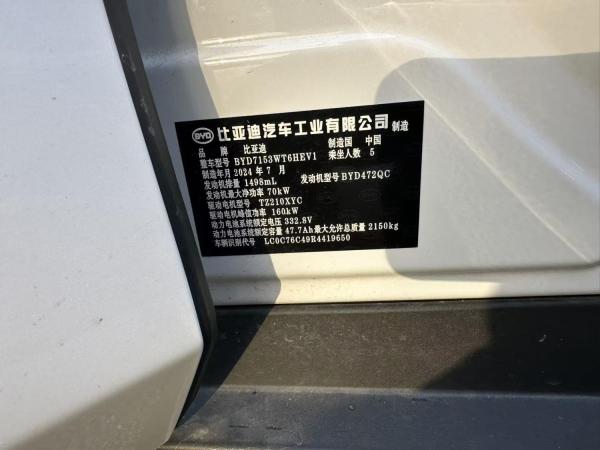 BYD 比亚迪汽车工业有限公司 制造
品 牌 比亚迪 制造国 中国
整车型号 BYD7153WT6HEV1 乘坐人数 5
制造年月 2024 年 7 月
发动机排量 1498mL 发动机型号 BYD472QC
发动机最大净功率 70kW
驱动电机型号 TZ210XYC
驱动电机峰值功率 160kW
动力电池系统额定电压 332.8V
动力电池系统额定容量 47.7Ah 最大允许总质量 2150kg
车辆识别代号 LC0C76C49R4419650